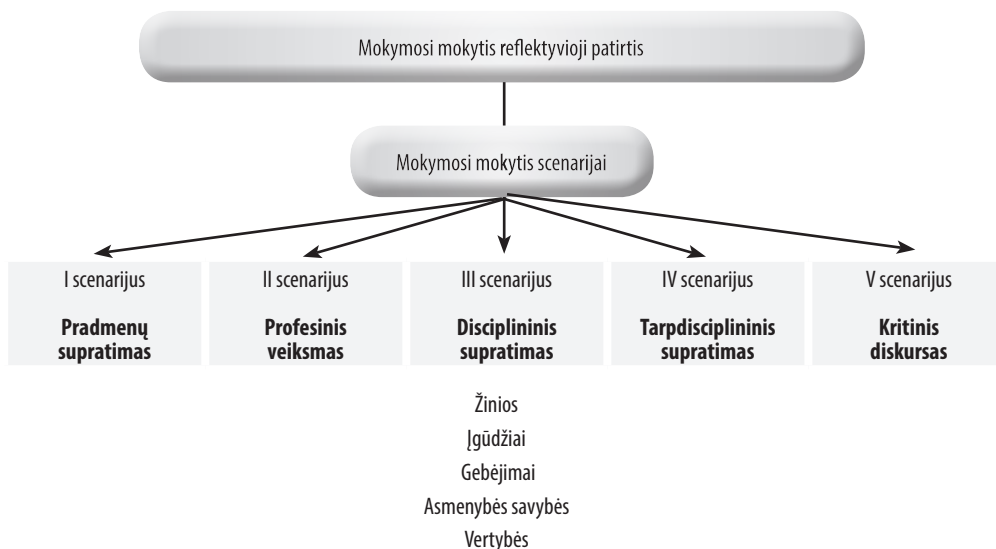 Mokymosi mokytis reflektyvioji patirtis
Mokymosi mokytis scenarijai
I scenarijus
Pradmenų
supratimas
II scenarijus
Profesinis
veiksmas
III scenarijus
Disciplininis
supratimas
IV scenarijus
Tarpdisciplininis
supratimas
V scenarijus
Kritinis
diskursas
Žinios
Įgūdžiai
Gebėjimai
Asmenybės savybės
Vertybės